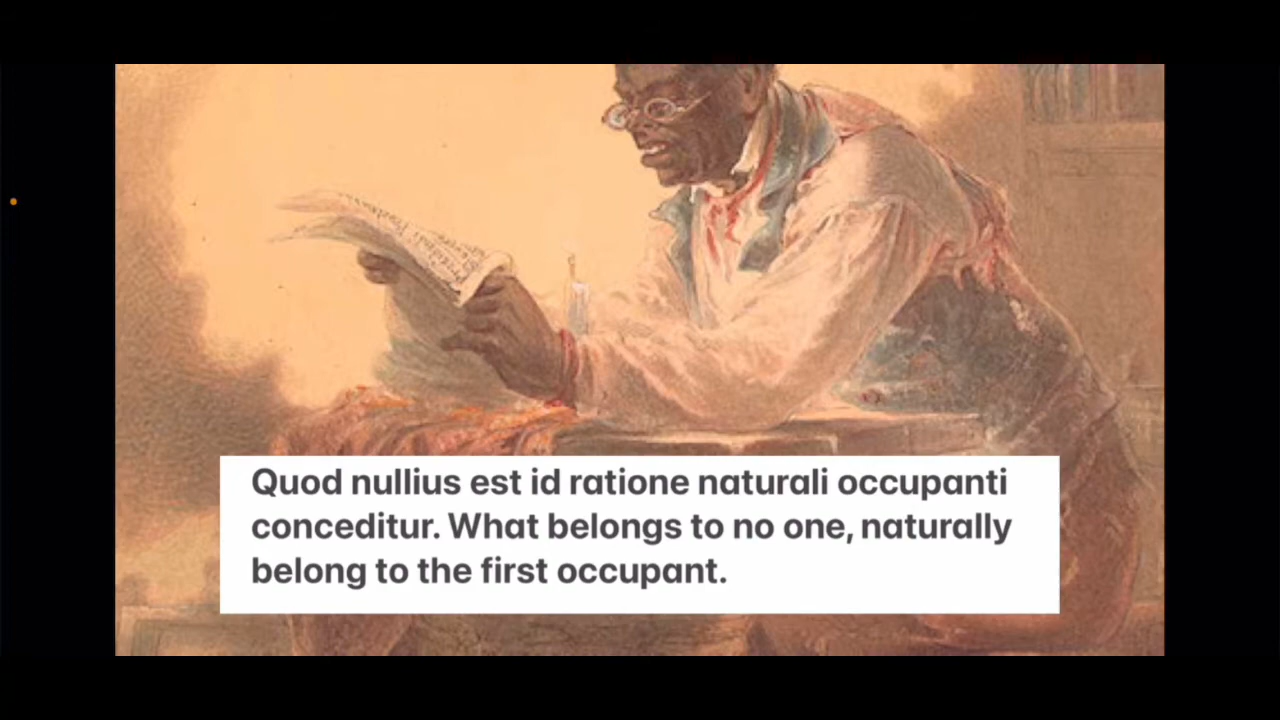 Quod nullius est id ratione naturali occupanti
conceditur. What belongs to no one, naturally
belong to the first occupant.